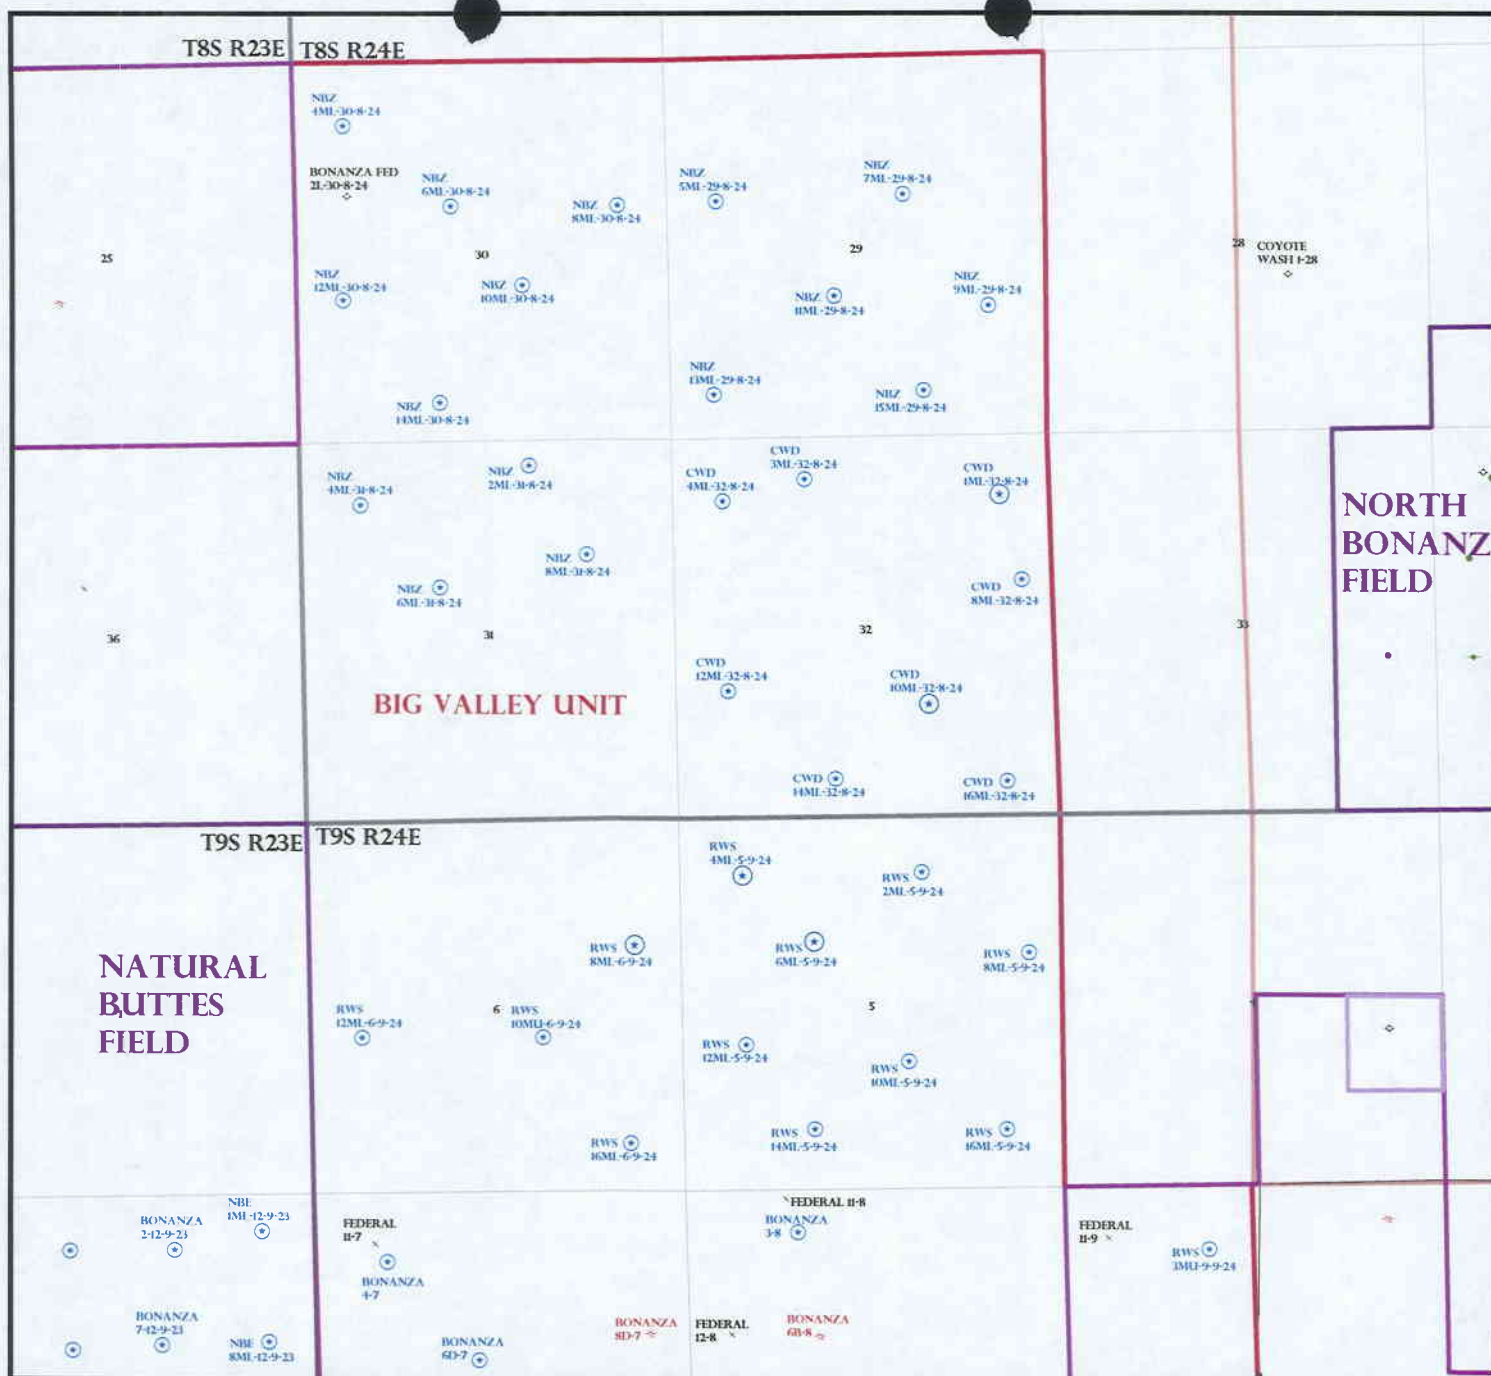 T8S R23E T8S R24E
NBZ
4ML-30-8-24
BONANZA FED
2L-30-8-24
NBZ
6ML-30-8-24
NBZ
8ML-30-8-24
NBZ
5ML-29-8-24
NBZ
7ML-29-8-24
25
30
29
28
COYOTE
WASH 1-28
NBZ
12ML-30-8-24
NBZ
10ML-30-8-24
NBZ
11ML-29-8-24
NBZ
9ML-29-8-24
NBZ
13ML-29-8-24
NBZ
15ML-29-8-24
NBZ
14ML-30-8-24
NBZ
4ML-31-8-24
NBZ
2ML-31-8-24
CWD
4ML-32-8-24
CWD
3ML-32-8-24
CWD
1ML-32-8-24
NORTH
BONANZ
FIELD
NBZ
8ML-31-8-24
NBZ
6ML-31-8-24
CWD
8ML-32-8-24
36
31
32
33
CWD
12ML-32-8-24
CWD
10ML-32-8-24
BIG VALLEY UNIT
CWD
14ML-32-8-24
CWD
16ML-32-8-24
T9S R23E T9S R24E
RWS
4ML-5-9-24
RWS
2ML-5-9-24
NATURAL
BUTTES
FIELD
RWS
8ML-6-9-24
RWS
6ML-5-9-24
RWS
8ML-5-9-24
RWS
12ML-6-9-24
6
RWS
10MU-6-9-24
5
RWS
12ML-5-9-24
RWS
10ML-5-9-24
RWS
16ML-6-9-24
RWS
14ML-5-9-24
RWS
16ML-5-9-24
NBE
1ML-12-9-23
BONANZA
2-12-9-23
FEDERAL
11-7
BONANZA
4-7
FEDERAL 11-8
BONANZA
3-8
FEDERAL
11-9
RWS
3MU-9-9-24
BONANZA
7-12-9-23
NBE
8ML-12-9-23
BONANZA
6D-7
BONANZA
8D-7
FEDERAL
12-8
BONANZA
6B-8